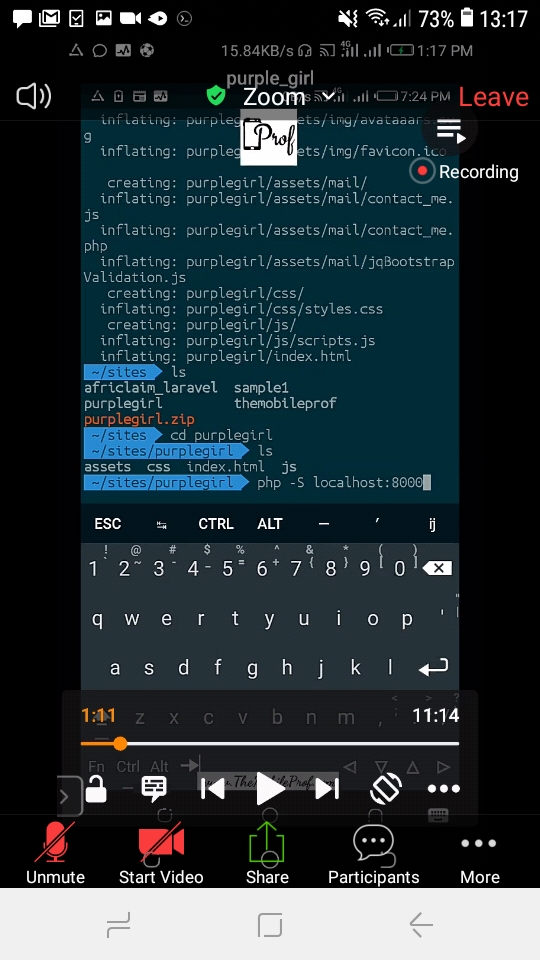 73% 13:17
15.84KB/s 4G 1:17 PM
purple_girl
7:24 PM
Zoom Leave
Prof
Recording
inflating: purplegirl/assets/img/avataaars.
g
inflating: purplegirl/assets/img/favicon.ico
creating: purplegirl/assets/mail/
inflating: purplegirl/assets/mail/contact_me.
js
inflating: purplegirl/assets/mail/contact_me.
php
inflating: purplegirl/assets/mail/jqBootstrap
Validation.js
creating: purplegirl/css/
inflating: purplegirl/css/styles.css
creating: purplegirl/js/
inflating: purplegirl/js/scripts.js
inflating: purplegirl/index.html
~/sites ls
africlaim_laravel sample1
purplegirl themobileprof
purplegirl.zip
~/sites cd purplegirl
~/sites/purplegirl ls
assets css index.html js
~/sites/purplegirl php -S localhost:8000
ESC ↹ CTRL ALT – ′ ij
! @ # $ % ^ & * ( )
1 ` 2 ~ 3 - 4 _ 5 = 6 + 7 { 8 } 9 [ 0 ]
q w e r t y u i o p ' " |
a s d f g h j k l
1:11 11:14
z x c v b n m , . < > ?
Fn Ctrl Alt
www.TheMobileProf.com
Unmute Start Video Share Participants More